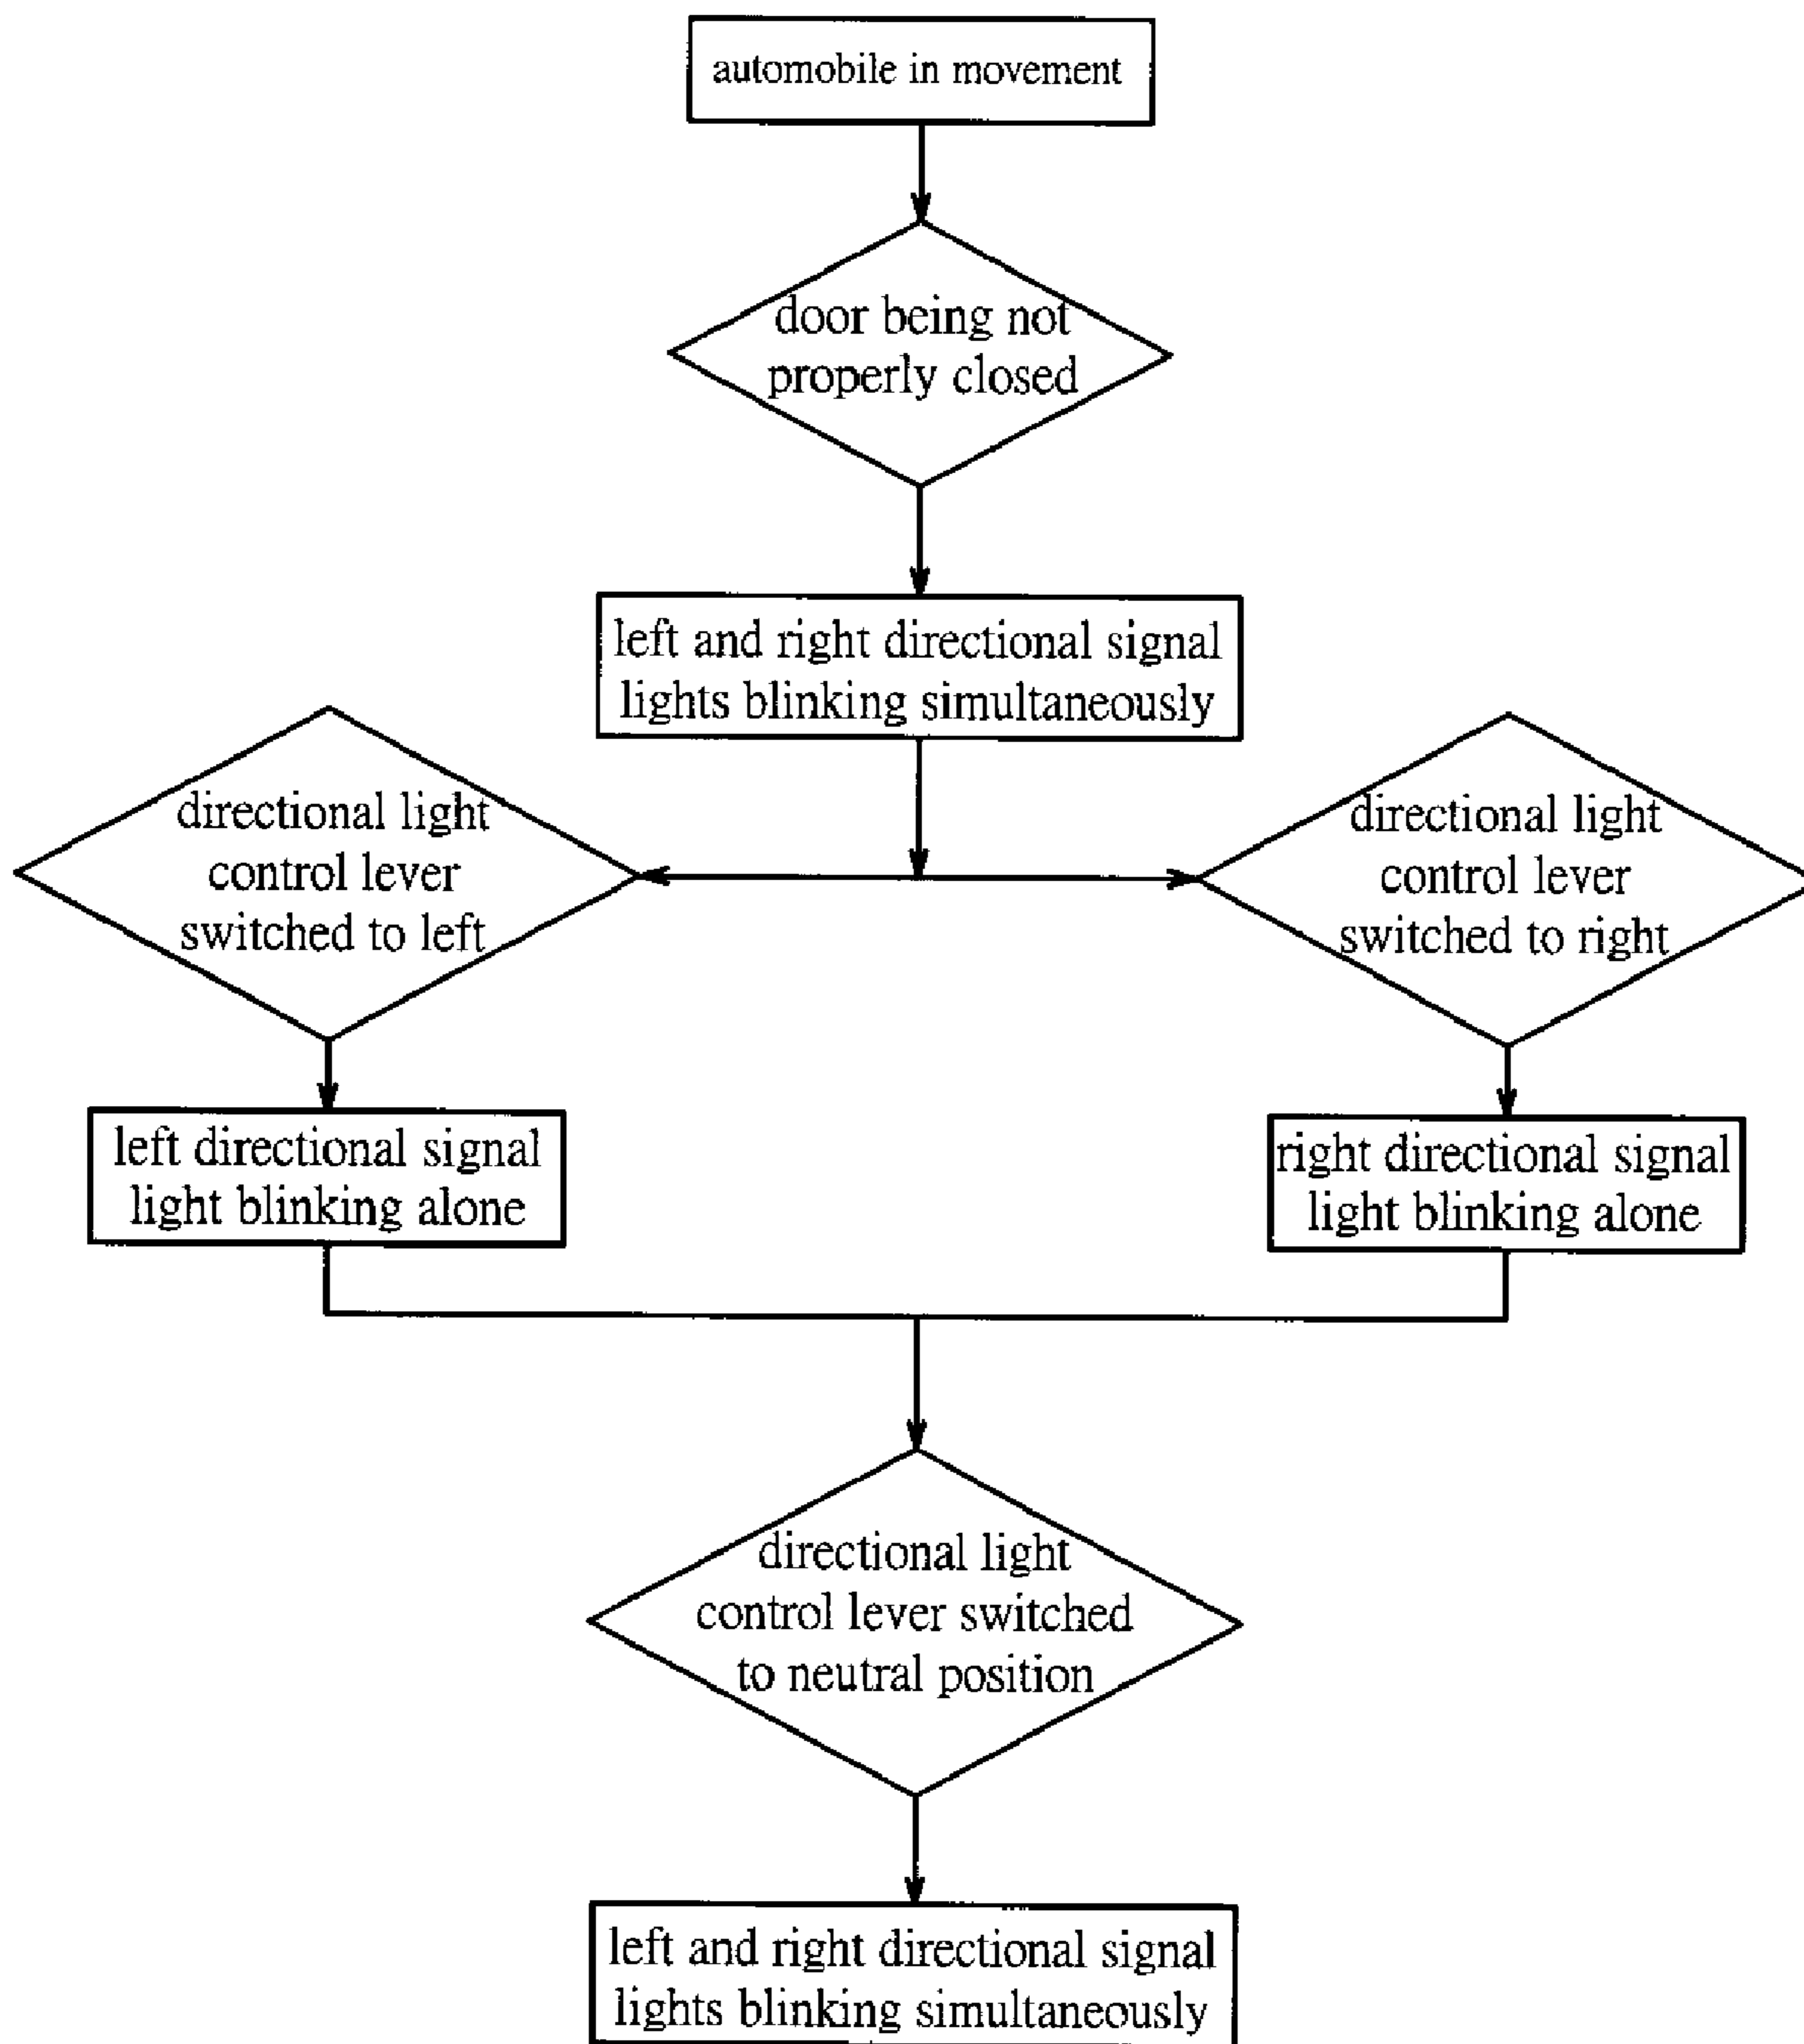 automobile in movement
door being not
properly closed
left and right directional signal
lights blinking simultaneously
directional light
control lever
switched to left
directional light
control lever
switched to right
left directional signal
light blinking alone
right directional signal
light blinking alone
directional light
control lever switched
to neutral position
left and right directional signal
lights blinking simultaneously